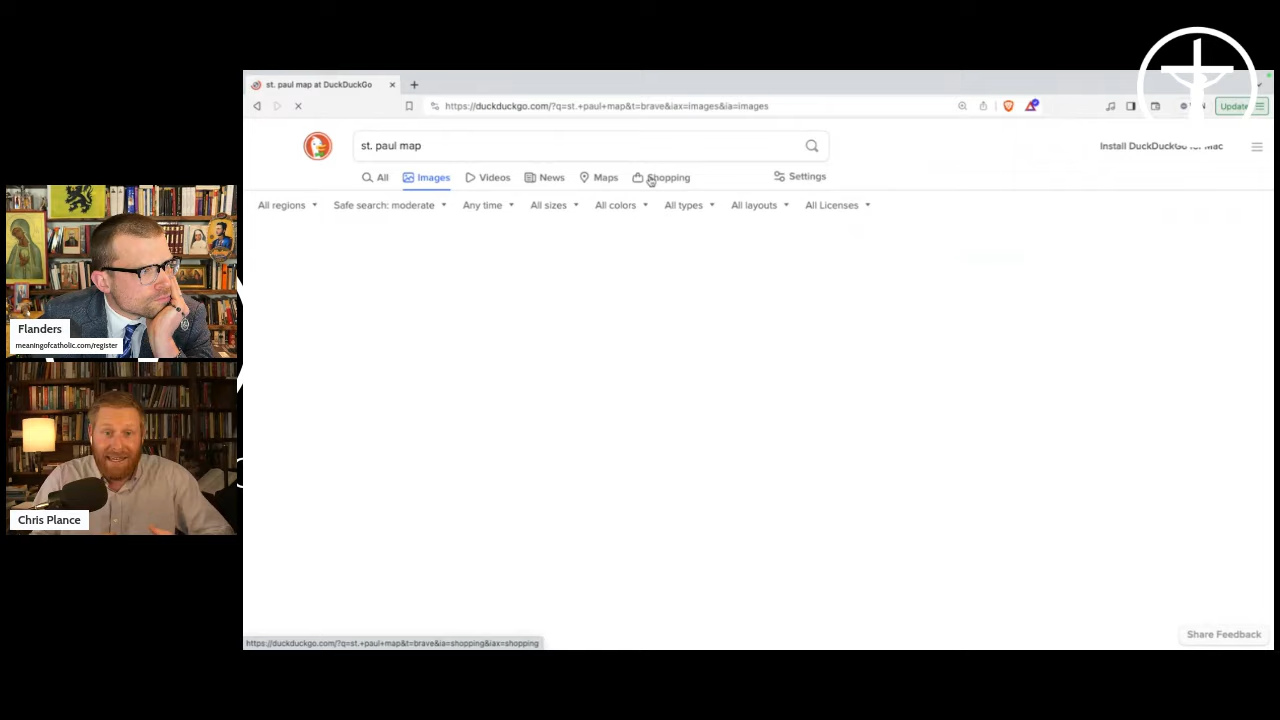 st. paul map at DuckDuckGo
https://duckduckgo.com/?q=st.+paul+map&t=brave&iax=images&ia=images
Update
st. paul map
Install DuckDuckGo for Mac
All
Images
Videos
News
Maps
Shopping
Settings
All regions
Safe search: moderate
Any time
All sizes
All colors
All types
All layouts
All Licenses
Flanders
meaningofcatholic.com/register
Chris Plance
Share Feedback
https://duckduckgo.com/?q=st.+paul+map&t=brave&ia=shopping&iax=shopping